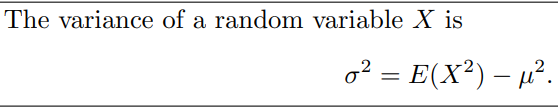 The variance of a random variable X is
σ² = E(X²) − μ².